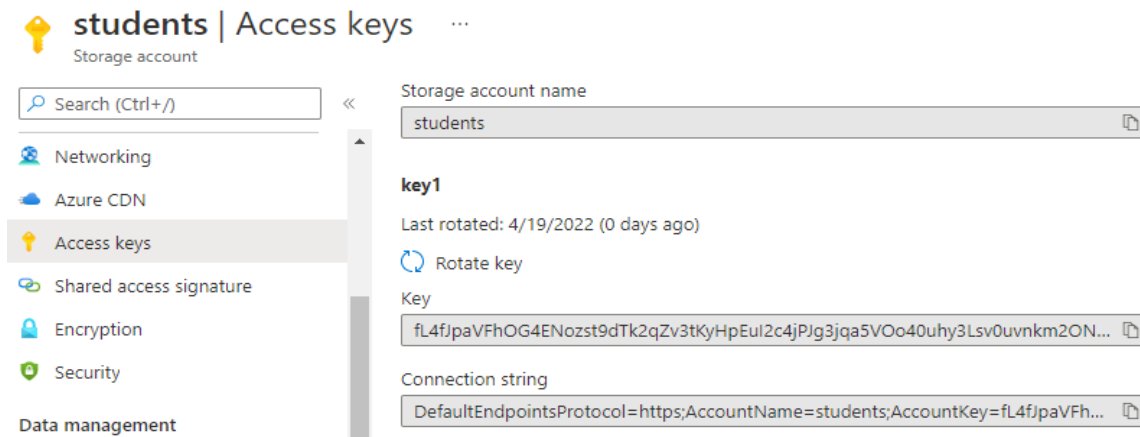 students | Access keys ...
Storage account
Search (Ctrl+/)
«
Networking
Azure CDN
Access keys
Shared access signature
Encryption
Security
Data management
Storage account name
students
key1
Last rotated: 4/19/2022 (0 days ago)
Rotate key
Key
fL4fJpaVFhOG4ENozst9dTk2qZv3tKyHpEuI2c4jPJg3jqa5VOo40uhy3Lsv0uvnkm2ON...
Connection string
DefaultEndpointsProtocol=https;AccountName=students;AccountKey=fL4fJpaVFh...